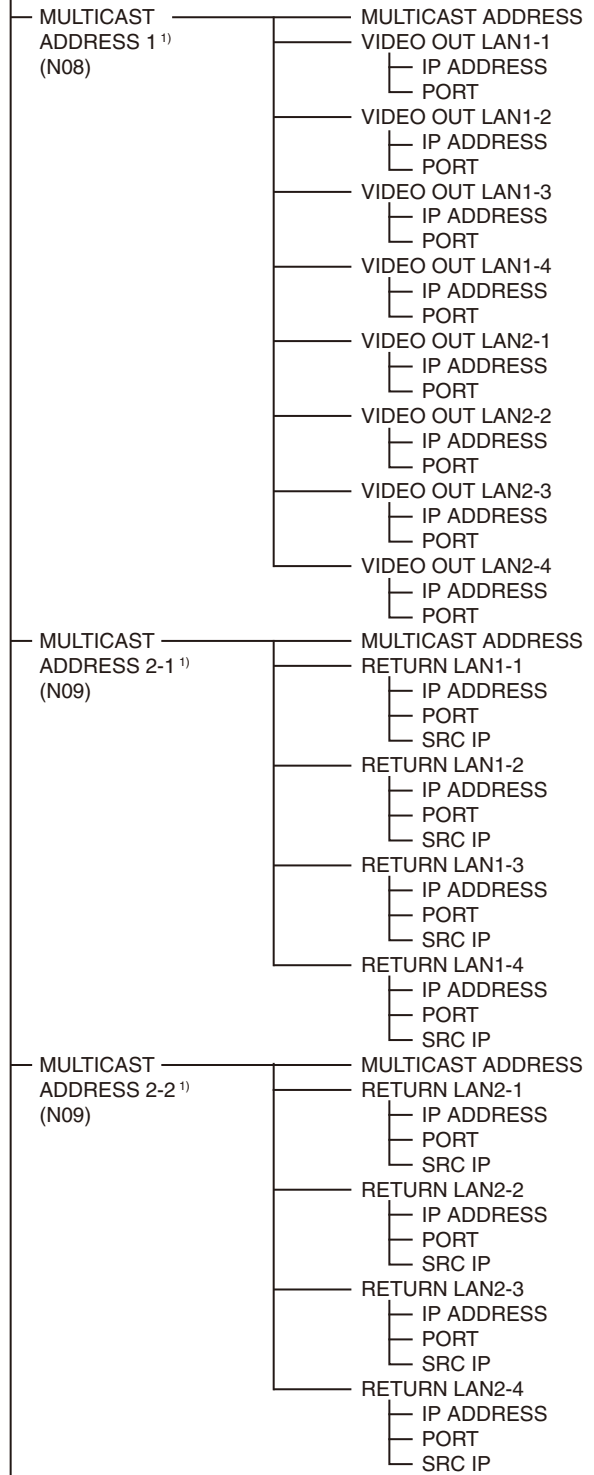 MULTICAST
ADDRESS 1 1)
(N08)
MULTICAST ADDRESS
VIDEO OUT LAN1-1
IP ADDRESS
PORT
VIDEO OUT LAN1-2
IP ADDRESS
PORT
VIDEO OUT LAN1-3
IP ADDRESS
PORT
VIDEO OUT LAN1-4
IP ADDRESS
PORT
VIDEO OUT LAN2-1
IP ADDRESS
PORT
VIDEO OUT LAN2-2
IP ADDRESS
PORT
VIDEO OUT LAN2-3
IP ADDRESS
PORT
VIDEO OUT LAN2-4
IP ADDRESS
PORT
MULTICAST
ADDRESS 2-1 1)
(N09)
MULTICAST ADDRESS
RETURN LAN1-1
IP ADDRESS
PORT
SRC IP
RETURN LAN1-2
IP ADDRESS
PORT
SRC IP
RETURN LAN1-3
IP ADDRESS
PORT
SRC IP
RETURN LAN1-4
IP ADDRESS
PORT
SRC IP
MULTICAST
ADDRESS 2-2 1)
(N09)
MULTICAST ADDRESS
RETURN LAN2-1
IP ADDRESS
PORT
SRC IP
RETURN LAN2-2
IP ADDRESS
PORT
SRC IP
RETURN LAN2-3
IP ADDRESS
PORT
SRC IP
RETURN LAN2-4
IP ADDRESS
PORT
SRC IP